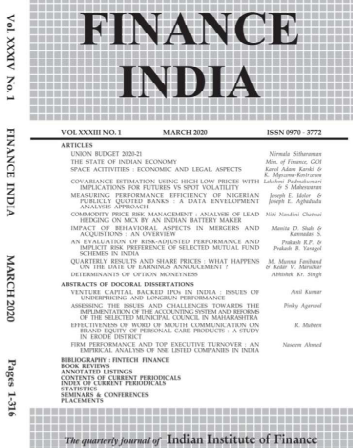 Vol. XXXIV No. 1
FINANCE INDIA
MARCH 2020
Pages 1-316
FINANCE
INDIA
VOL XXXIII NO. 1 MARCH 2020 ISSN 0970 - 3772
ARTICLES
UNION BUDGET 2020-21 Nirmala Sitharaman
THE STATE OF INDIAN ECONOMY Min. of Finance, GOI
SPACE ACTIVITIES : ECONOMIC AND LEGAL ASPECTS Karol Adam Karski &
COVARIANCE ESTIMATION USING HIGH LOW PRICES WITH
IMPLICATIONS FOR FUTURES VS SPOT VOLATILITY & S Maheswaran
MEASURING PERFORMANCE EFFICIENCY OF NIGERIAN
PUBLICLY QUOTED BANKS : A DATA ENVELOPMENT
ANALYSIS APPROACH
COMMODITY PRICE RISK MANAGEMENT : ANALYSIS OF LEAD
HEDGING ON MCX BY AN INDIAN BATTERY MAKER
IMPACT OF BEHAVIORAL ASPECTS IN MERGERS AND
ACQUISTIONS : AN OVERVIEW
AN EVALUATION OF RISK-ADJUSTED PERFORMANCE AND
IMPLICIT RISK PREFERENCE OF SELECTED MUTUAL FUND
SCHEMES IN INDIA
QUARTERLY RESULTS AND SHARE PRICES : WHAT HAPPENS
ON THE DATE OF EARNINGS ANNOUNCEMENT ?
DETERMINANTS OF OPTION MONEYNESS
ABSTRACTS OF DOCORAL DISSERTATIONS
VENTURE CAPITAL BACKED IPOs IN INDIA : ISSUES OF Anil Kumar
UNDERPRICING AND LONGRUN PERFORMANCE
ASSESSING THE ISSUES AND CHALLENGES TOWARDS THE Pinky Agarwal
IMPLIMENTATION OF THE ACCOUNTING SYSTEM AND REFORMS
OF THE SELECTED MUNICIPAL COUNCIL IN MAHARASHTRA
EFFECTIVENESS OF WORD OF MOUTH COMMUNICATION ON
BRAND EQUITY OF PERSONAL CARE PRODUCTS : A STUDY
IN ERODE DISTRICT
FIRM PERFORMANCE AND TOP EXECUTIVE TURNOVER : AN Naseem Ahmed
EMPIRICAL ANALYSIS OF NSE LISTED COMPANIES IN INDIA
BIBLIOGRAPHY : FINTECH FINANCE
BOOK REVIEWS
ANNOTATED LISTINGS
CONTENTS OF CURRENT PERIODICALS
INDEX OF CURRENT PERIODICALS
STATISTICS
SEMINARS & CONFERENCES
PLACEMENTS
The quarterly journal of Indian Institute of Finance